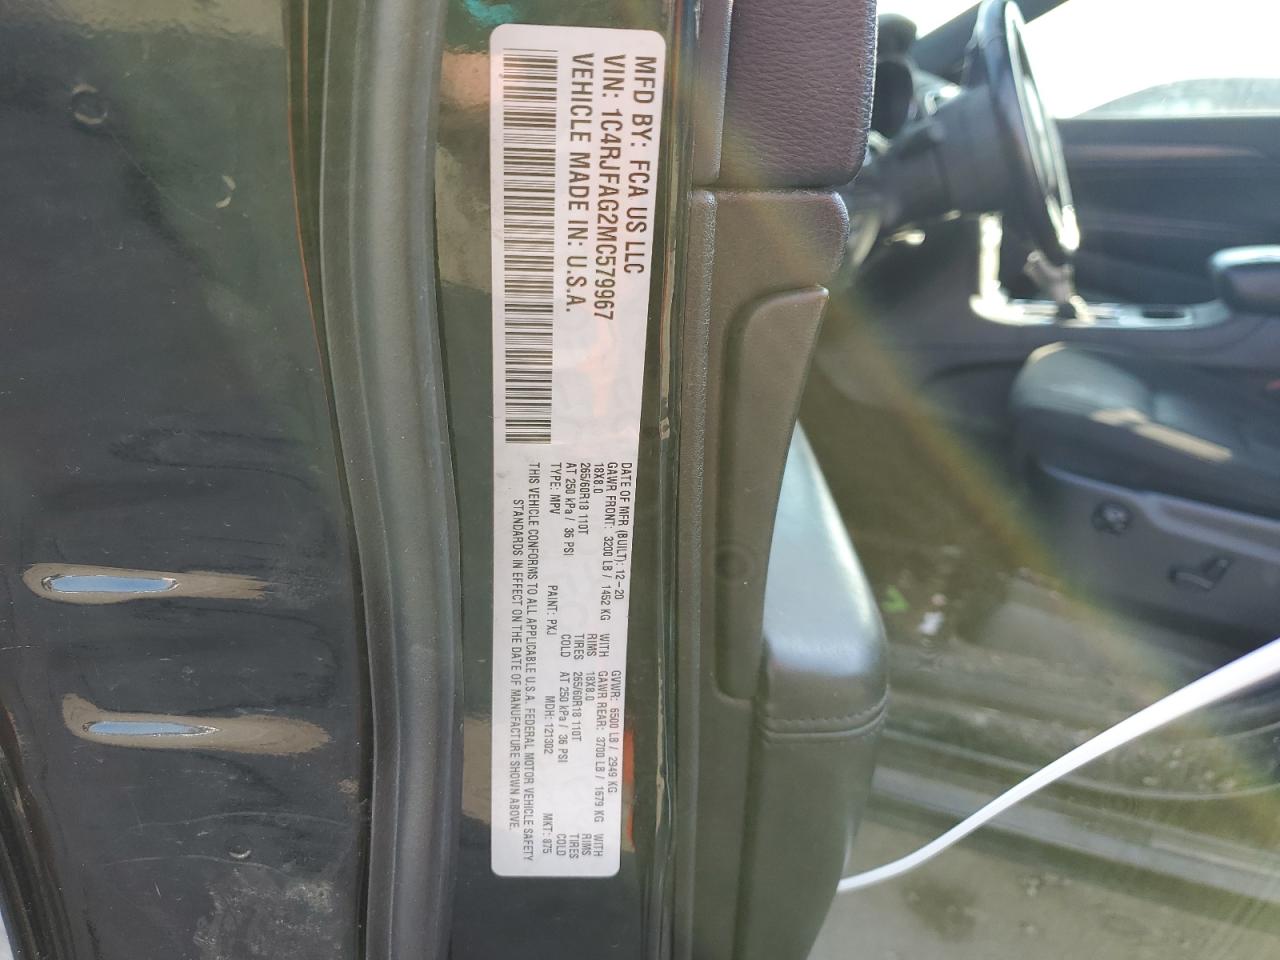 MFD BY: FCA US LLC
VIN: 1C4RJFAG2MC579967
VEHICLE MADE IN: U.S.A.
DATE OF MFR (BUILT): 12-20 GVWR: 6500 LB / 2949 KG
GAWR FRONT: 3200 LB / 1452 KG WITH GAWR REAR: 3700 LB / 1679 KG WITH
18X8.0 RIMS 18X8.0 RIMS
265/60R18 110T TIRES 265/60R18 110T TIRES
AT 250 kPa / 36 PSI COLD AT 250 kPa / 36 PSI COLD
TYPE: MPV PAINT: PXJ MDH: 121302 MKT: 875
THIS VEHICLE CONFORMS TO ALL APPLICABLE U.S.A. FEDERAL MOTOR VEHICLE SAFETY
STANDARDS IN EFFECT ON THE DATE OF MANUFACTURE SHOWN ABOVE.